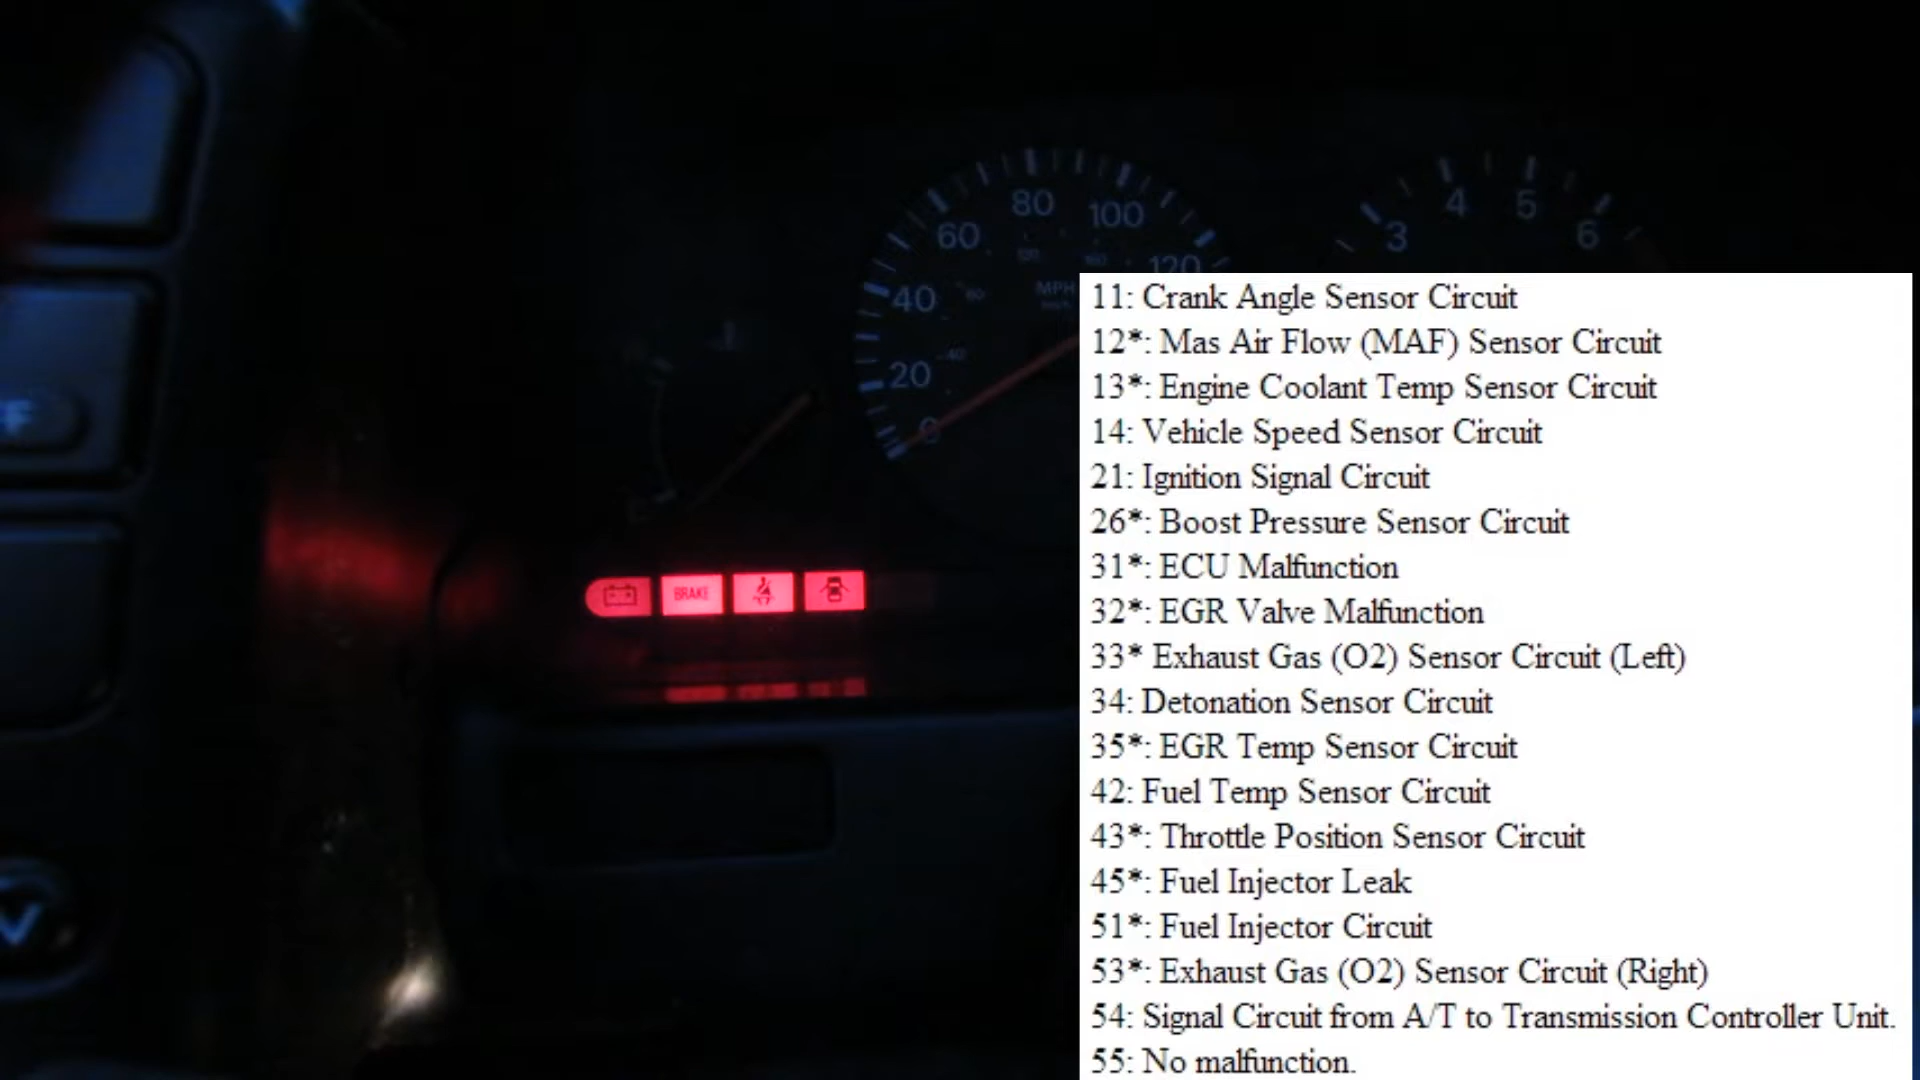 80
100
60
120
40
MPH
20
0
3
4
5
6
BRAKE
11: Crank Angle Sensor Circuit
12*: Mas Air Flow (MAF) Sensor Circuit
13*: Engine Coolant Temp Sensor Circuit
14: Vehicle Speed Sensor Circuit
21: Ignition Signal Circuit
26*: Boost Pressure Sensor Circuit
31*: ECU Malfunction
32*: EGR Valve Malfunction
33* Exhaust Gas (O2) Sensor Circuit (Left)
34: Detonation Sensor Circuit
35*: EGR Temp Sensor Circuit
42: Fuel Temp Sensor Circuit
43*: Throttle Position Sensor Circuit
45*: Fuel Injector Leak
51*: Fuel Injector Circuit
53*: Exhaust Gas (O2) Sensor Circuit (Right)
54: Signal Circuit from A/T to Transmission Controller Unit.
55: No malfunction.